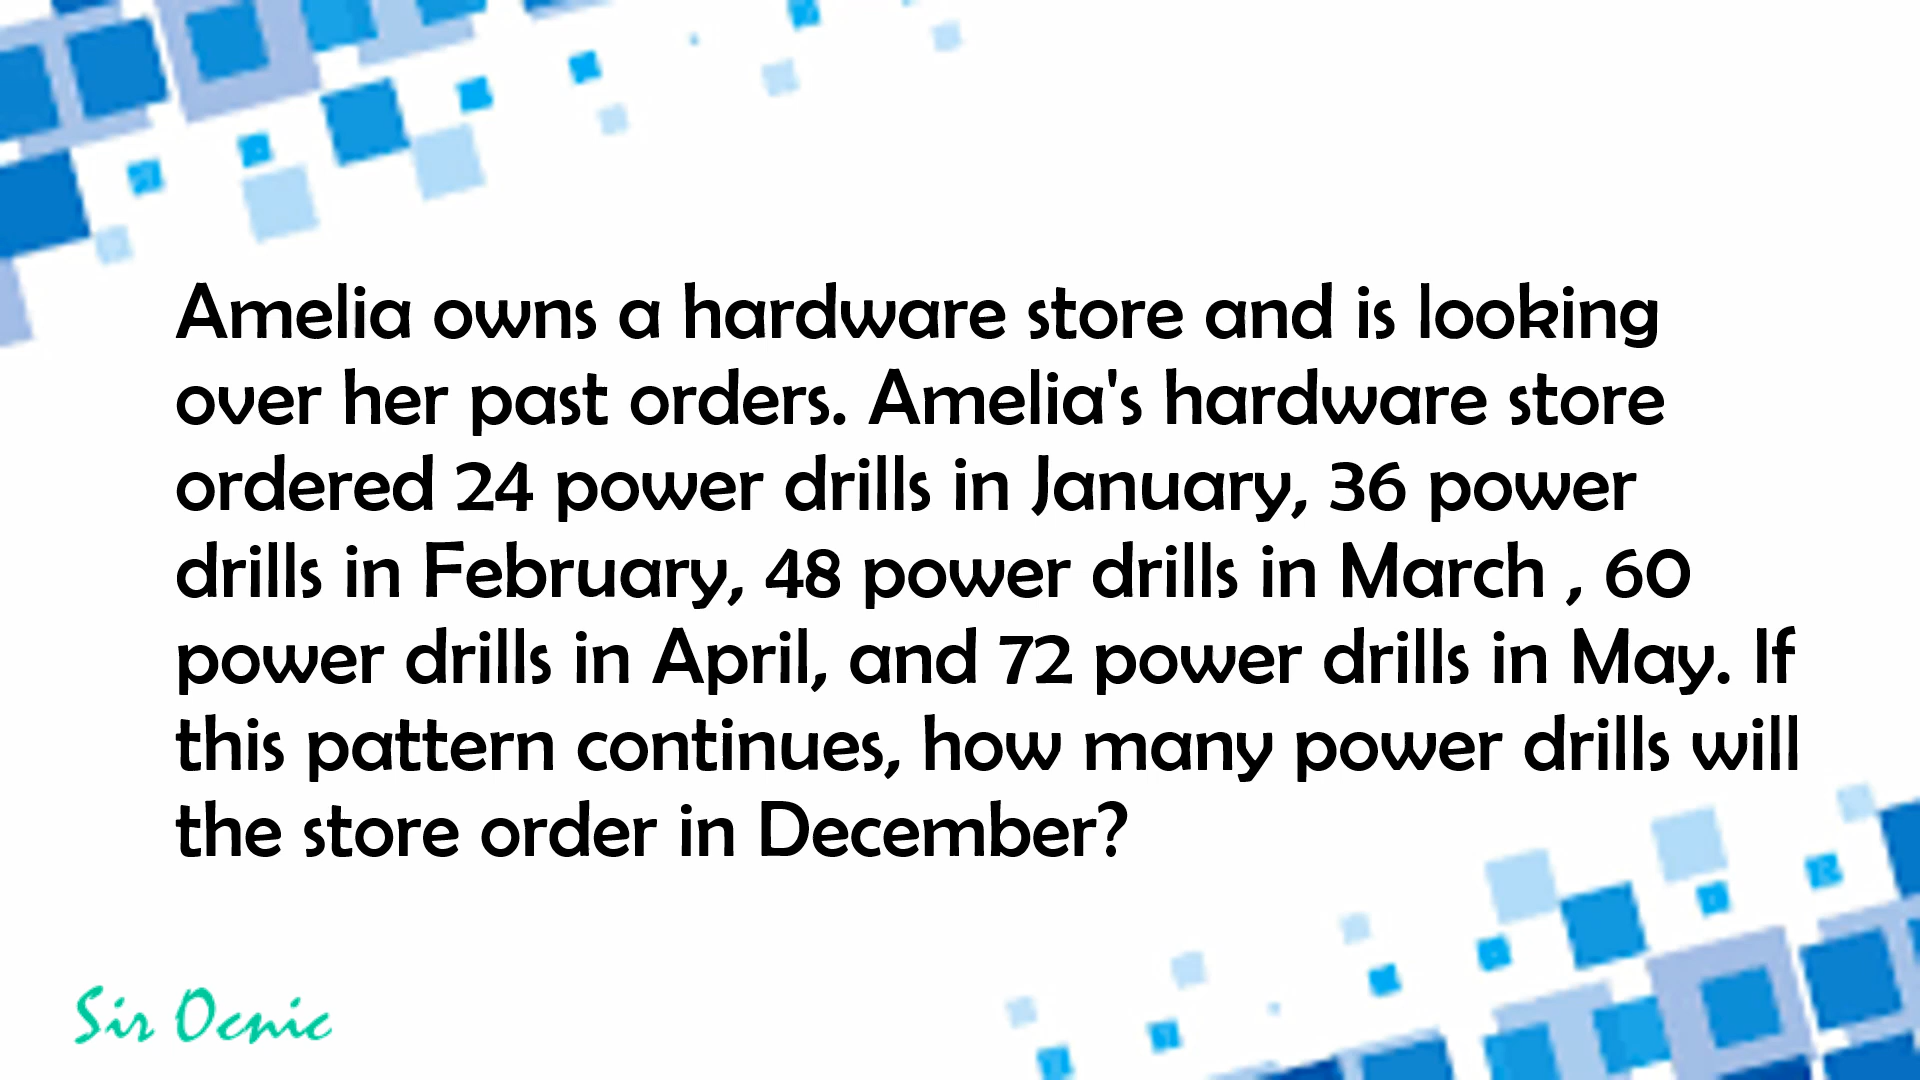 Amelia owns a hardware store and is looking
over her past orders. Amelia's hardware store
ordered 24 power drills in January, 36 power
drills in February, 48 power drills in March , 60
power drills in April, and 72 power drills in May. If
this pattern continues, how many power drills will
the store order in December?
Sir Ocnic